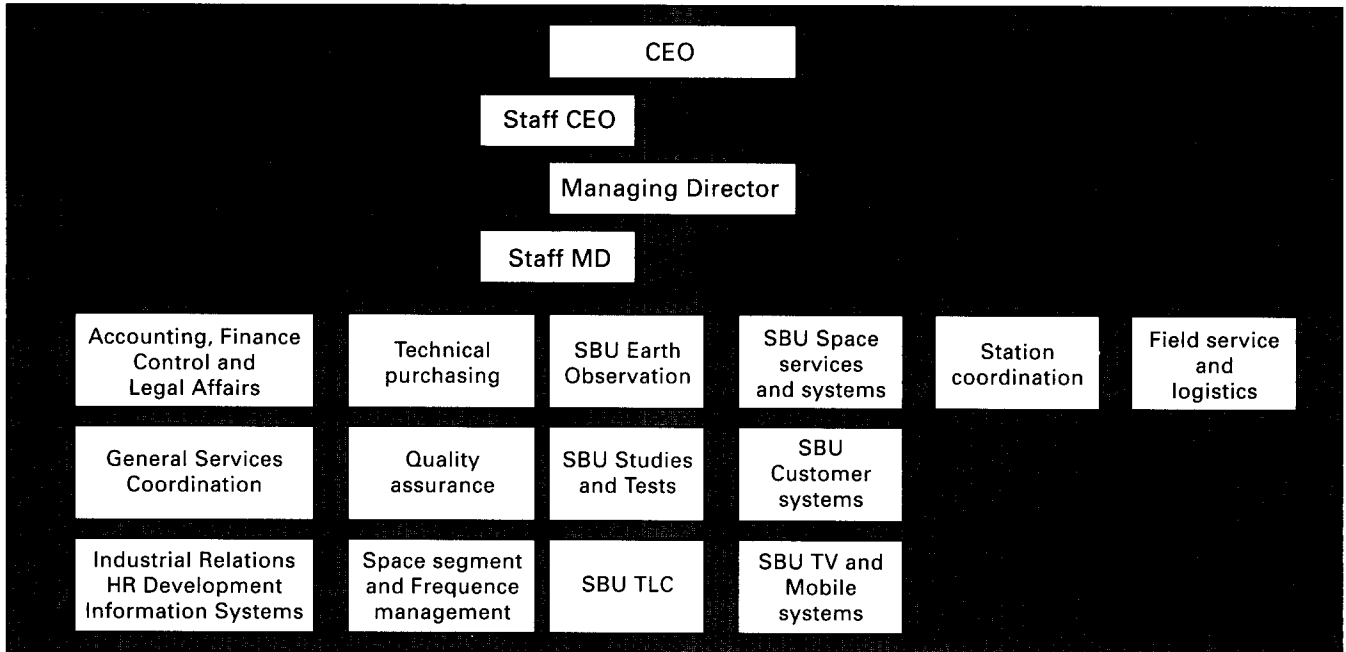 CEO
Staff CEO
Managing Director
Staff MD
Accounting, Finance
Control and
Legal Affairs
Technical
purchasing
SBU Earth
Observation
SBU Space
services
and systems
Station
coordination
Field service
and
logistics
General Services
Coordination
Quality
assurance
SBU Studies
and Tests
SBU
Customer
systems
Industrial Relations
HR Development
Information Systems
Space segment
and Frequence
management
SBU TLC
SBU TV and
Mobile
systems